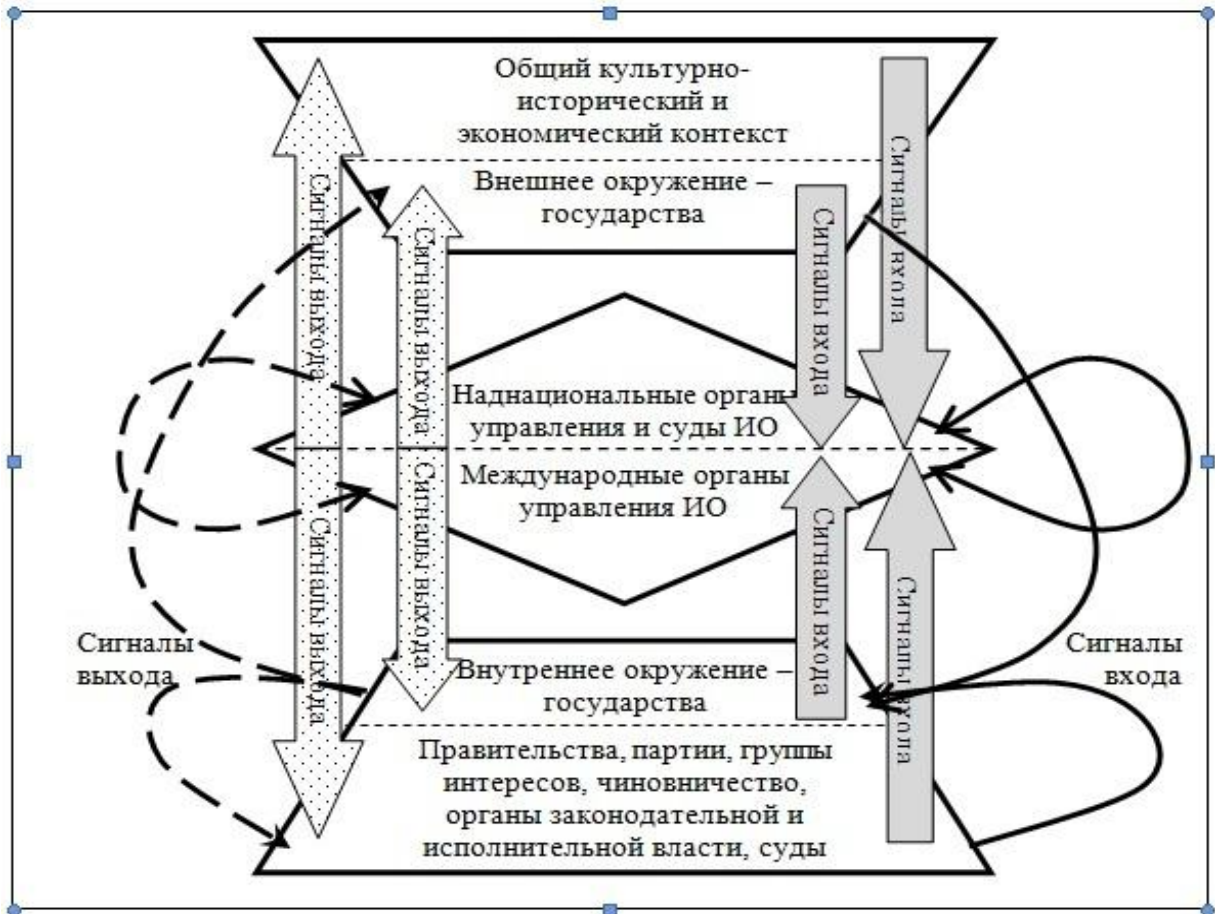 Общий культурно-
исторический и
экономический контекст
Внешнее окружение –
государства
Сигналы выхода
Сигналы выхода
Сигналы входа
Сигналы входа
Наднациональные органы
управления и суды ИО
Международные органы
управления ИО
Сигналы выхода
Сигналы выхода
Сигналы входа
Сигналы входа
Сигналы
выхода
Сигналы
входа
Внутреннее окружение –
государства
Правительства, партии, группы
интересов, чиновничество,
органы законодательной и
исполнительной власти, суды